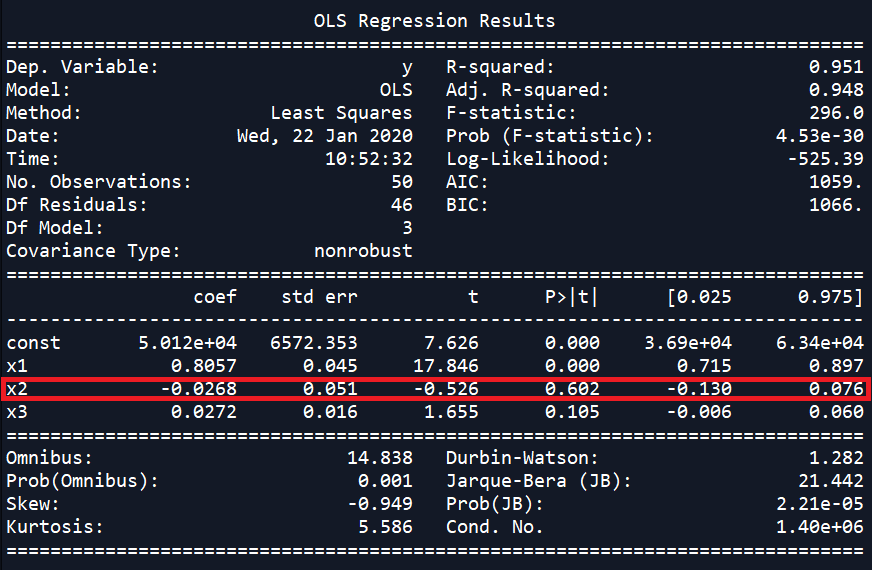 OLS Regression Results
==============================================================================
Dep. Variable:                      y   R-squared:                       0.951
Model:                            OLS   Adj. R-squared:                  0.948
Method:                 Least Squares   F-statistic:                     296.0
Date:                Wed, 22 Jan 2020   Prob (F-statistic):           4.53e-30
Time:                        10:52:32   Log-Likelihood:                -525.39
No. Observations:                  50   AIC:                             1059.
Df Residuals:                      46   BIC:                             1066.
Df Model:                           3
Covariance Type:            nonrobust
==============================================================================
                 coef    std err          t      P>|t|      [0.025      0.975]
------------------------------------------------------------------------------
const       5.012e+04   6572.353      7.626      0.000    3.69e+04    6.34e+04
x1             0.8057      0.045     17.846      0.000       0.715       0.897
x2            -0.0268      0.051     -0.526      0.602      -0.130       0.076
x3             0.0272      0.016      1.655      0.105      -0.006       0.060
==============================================================================
Omnibus:                       14.838   Durbin-Watson:                   1.282
Prob(Omnibus):                  0.001   Jarque-Bera (JB):               21.442
Skew:                          -0.949   Prob(JB):                     2.21e-05
Kurtosis:                       5.586   Cond. No.                     1.40e+06
==============================================================================